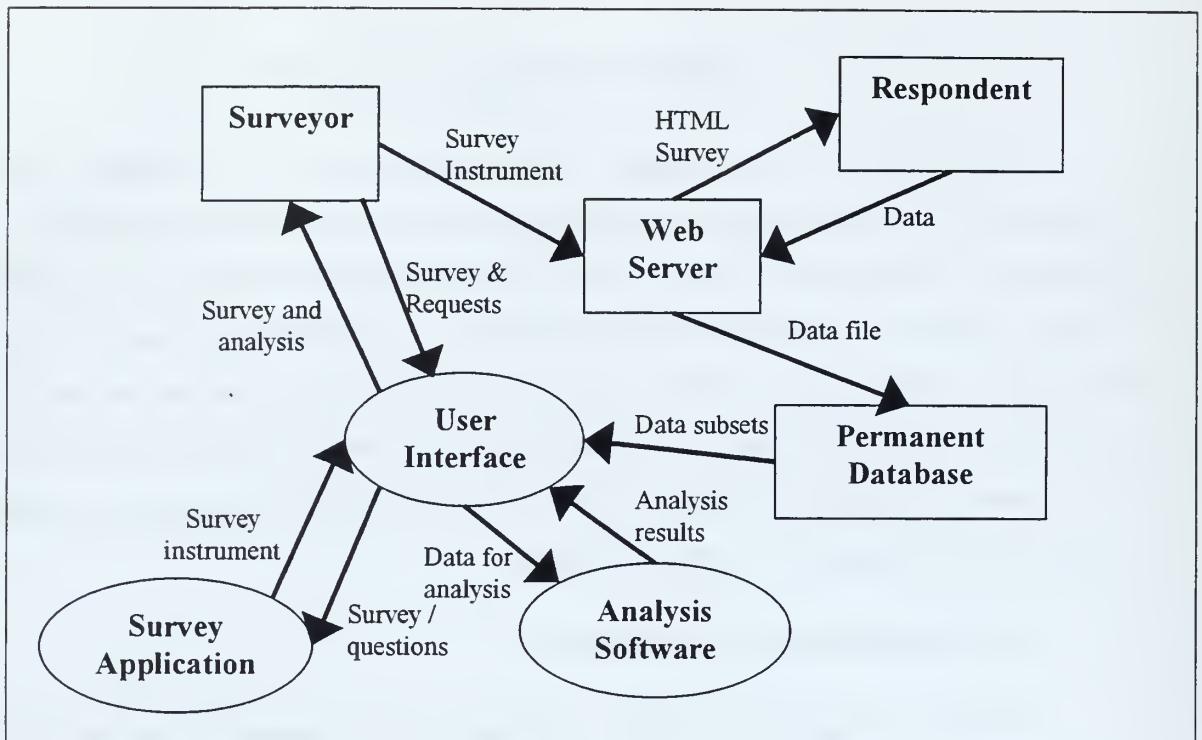 Respondent
Surveyor
HTML
Survey
Survey
Instrument
Data
Web
Server
Survey &
Requests
Survey and
analysis
Data file
User
Interface
Data subsets
Permanent
Database
Analysis
results
Survey
instrument
Data for
analysis
Survey /
questions
Analysis
Software
Survey
Application